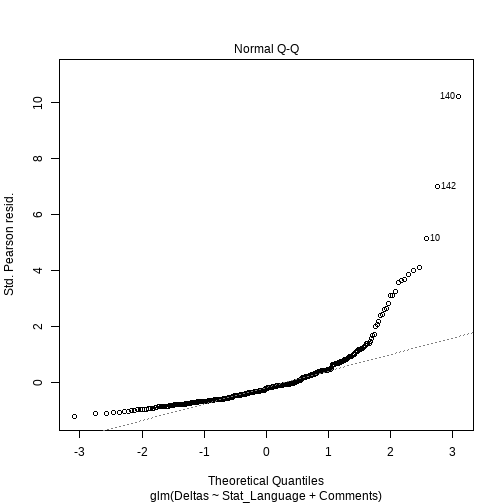 Normal Q-Q
10
8
6
4
2
0
Std. Pearson resid.
140
142
10
-3 -2 -1 0 1 2 3
Theoretical Quantiles
glm(Deltas ~ Stat_Language + Comments)